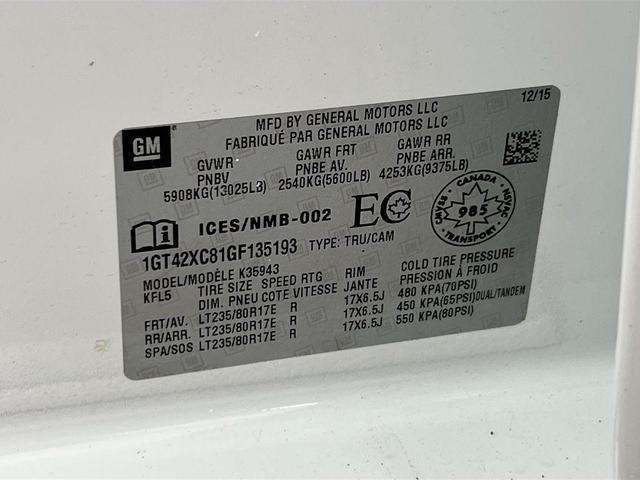 12/15
MFD BY GENERAL MOTORS LLC
FABRIQUÉ PAR GENERAL MOTORS LLC
GM
GVWR GAWR FRT GAWR RR
PNBV PNBE AV. PNBE ARR.
5908KG(13025LB) 2540KG(5600LB) 4253KG(9375LB)
ICES/NMB-002 EC
CANADA
SVMAC 985 NSVAC
TRANSPORT
1GT42XC81GF135193 TYPE: TRU/CAM
MODEL/MODÈLE K35943
KFL5 TIRE SIZE SPEED RTG RIM COLD TIRE PRESSURE
DIM. PNEU COTE VITESSE JANTE PRESSION À FROID
FRT/AV. LT235/80R17E R 17X6.5J 480 KPA(70PSI)
RR/ARR. LT235/80R17E R 17X6.5J 450 KPA(65PSI)DUAL/TANDEM
SPA/SOS LT235/80R17E R 17X6.5J 550 KPA(80PSI)